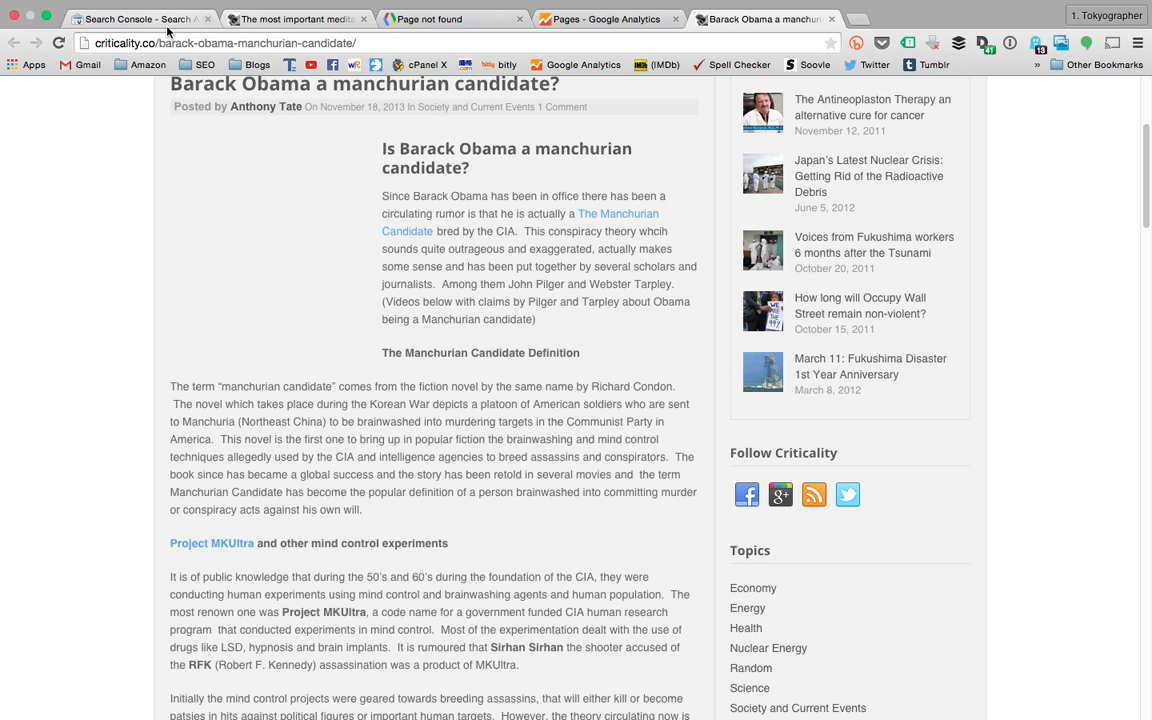 Search Console - Search A
The most important medita
Page not found
Pages - Google Analytics
Barack Obama a manchuri
1. Tokyographer
criticality.co/barack-obama-manchurian-candidate/
41
13
Apps
Gmail
Amazon
SEO
Blogs
cPanel X
bitly
Google Analytics
IMDb
(IMDb)
Spell Checker
Soovle
Twitter
Tumblr
»
Other Bookmarks
Barack Obama a manchurian candidate?
Posted by Anthony Tate On November 18, 2013 In Society and Current Events 1 Comment
Is Barack Obama a manchurian
candidate?
Since Barack Obama has been in office there has been a
circulating rumor is that he is actually a The Manchurian
Candidate bred by the CIA. This conspiracy theory whcih
sounds quite outrageous and exaggerated, actually makes
some sense and has been put together by several scholars and
journalists. Among them John Pilger and Webster Tarpley.
(Videos below with claims by Pilger and Tarpley about Obama
being a Manchurian candidate)
The Manchurian Candidate Definition
The term “manchurian candidate” comes from the fiction novel by the same name by Richard Condon.
The novel which takes place during the Korean War depicts a platoon of American soldiers who are sent
to Manchuria (Northeast China) to be brainwashed into murdering targets in the Communist Party in
America. This novel is the first one to bring up in popular fiction the brainwashing and mind control
techniques allegedly used by the CIA and intelligence agencies to breed assassins and conspirators. The
book since has became a global success and the story has been retold in several movies and the term
Manchurian Candidate has become the popular definition of a person brainwashed into committing murder
or conspiracy acts against his own will.
Project MKUltra and other mind control experiments
It is of public knowledge that during the 50’s and 60’s during the foundation of the CIA, they were
conducting human experiments using mind control and brainwashing agents and human population. The
most renown one was Project MKUltra, a code name for a government funded CIA human research
program that conducted experiments in mind control. Most of the experimentation dealt with the use of
drugs like LSD, hypnosis and brain implants. It is rumoured that Sirhan Sirhan the shooter accused of
the RFK (Robert F. Kennedy) assassination was a product of MKUltra.
Initially the mind control projects were geared towards breeding assassins, that will either kill or become
patsies in hits against political figures or important human targets. However, the theory circulating now is
The Antineoplaston Therapy an
alternative cure for cancer
November 12, 2011
Japan’s Latest Nuclear Crisis:
Getting Rid of the Radioactive
Debris
June 5, 2012
Voices from Fukushima workers
6 months after the Tsunami
October 20, 2011
How long will Occupy Wall
Street remain non-violent?
October 15, 2011
March 11: Fukushima Disaster
1st Year Anniversary
March 8, 2012
Follow Criticality
Topics
Economy
Energy
Health
Nuclear Energy
Random
Science
Society and Current Events